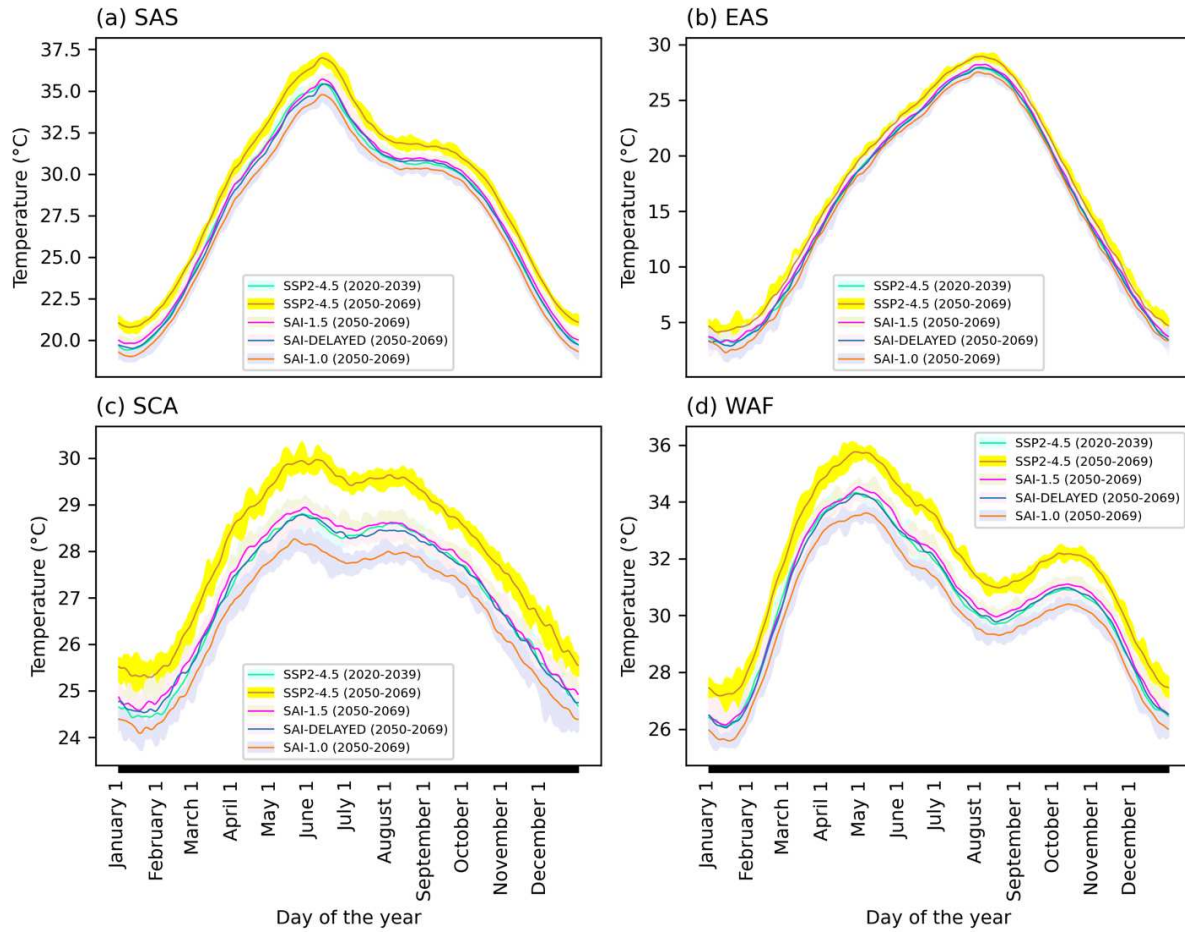 (a) SAS
Temperature (°C)
37.5
35.0
32.5
30.0
27.5
25.0
22.5
20.0
SSP2-4.5 (2020-2039)
SSP2-4.5 (2050-2069)
SAI-1.5 (2050-2069)
SAI-DELAYED (2050-2069)
SAI-1.0 (2050-2069)
(b) EAS
Temperature (°C)
30
25
20
15
10
5
SSP2-4.5 (2020-2039)
SSP2-4.5 (2050-2069)
SAI-1.5 (2050-2069)
SAI-DELAYED (2050-2069)
SAI-1.0 (2050-2069)
(c) SCA
Temperature (°C)
30
29
28
27
26
25
24
SSP2-4.5 (2020-2039)
SSP2-4.5 (2050-2069)
SAI-1.5 (2050-2069)
SAI-DELAYED (2050-2069)
SAI-1.0 (2050-2069)
January 1
February 1
March 1
April 1
May 1
June 1
July 1
August 1
September 1
October 1
November 1
December 1
Day of the year
(d) WAF
Temperature (°C)
36
34
32
30
28
26
SSP2-4.5 (2020-2039)
SSP2-4.5 (2050-2069)
SAI-1.5 (2050-2069)
SAI-DELAYED (2050-2069)
SAI-1.0 (2050-2069)
January 1
February 1
March 1
April 1
May 1
June 1
July 1
August 1
September 1
October 1
November 1
December 1
Day of the year